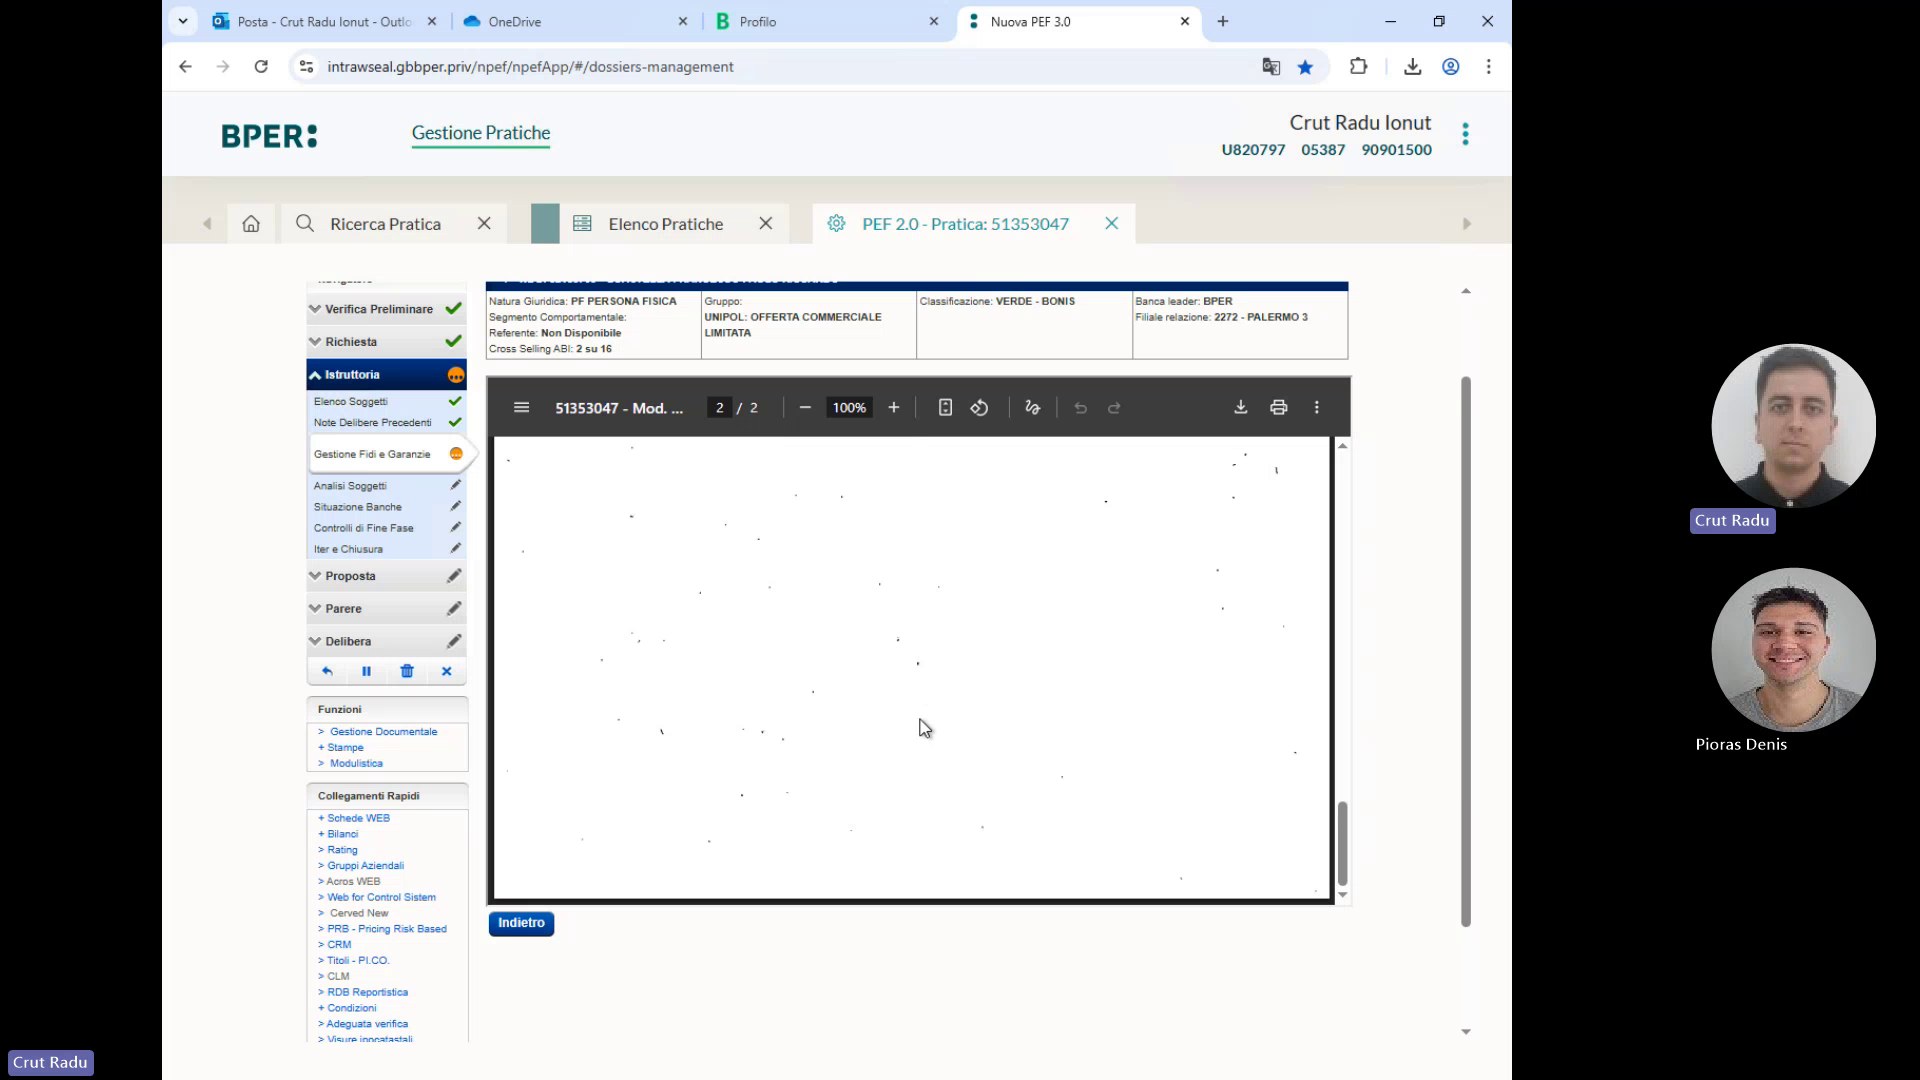 Posta - Crut Radu Ionut - Outlo
OneDrive
Profilo
Nuova PEF 3.0
intrawseal.gbbper.priv/npef/npefApp/#/dossiers-management
BPER:
Gestione Pratiche
Crut Radu Ionut
U820797 05387 90901500
Ricerca Pratica
Elenco Pratiche
PEF 2.0 - Pratica: 51353047
Verifica Preliminare
Richiesta
Istruttoria
Elenco Soggetti
Note Delibere Precedenti
Gestione Fidi e Garanzie
Analisi Soggetti
Situazione Banche
Controlli di Fine Fase
Iter e Chiusura
Proposta
Parere
Delibera
Funzioni
> Gestione Documentale
+ Stampe
> Modulistica
Collegamenti Rapidi
+ Schede WEB
+ Bilanci
> Rating
> Gruppi Aziendali
> Acros WEB
> Web for Control Sistem
> Cerved New
> PRB - Pricing Risk Based
> CRM
> Titoli - PI.CO.
> CLM
> RDB Reportistica
+ Condizioni
> Adeguata verifica
> Visure ipocatastali
Natura Giuridica: PF PERSONA FISICA
Segmento Comportamentale:
Referente: Non Disponibile
Cross Selling ABI: 2 su 16
Gruppo:
UNIPOL: OFFERTA COMMERCIALE
LIMITATA
Classificazione: VERDE - BONIS
Banca leader: BPER
Filiale relazione: 2272 - PALERMO 3
51353047 - Mod. ...
2 / 2
100%
Indietro
Crut Radu
Pioras Denis
Crut Radu